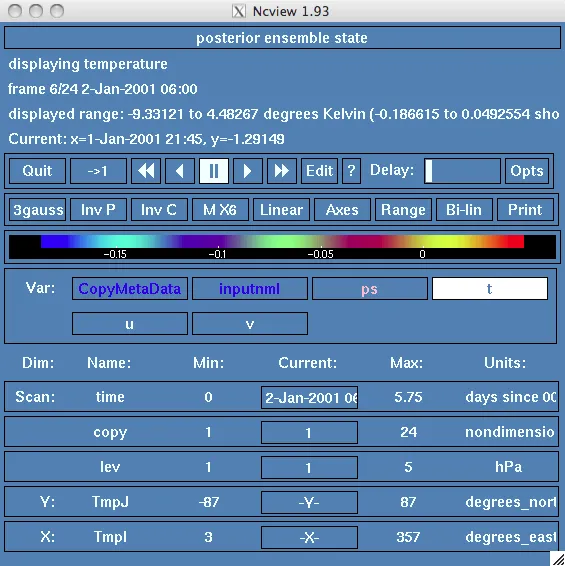 Ncview 1.93
posterior ensemble state
displaying temperature
frame 6/24 2-Jan-2001 06:00
displayed range: -9.33121 to 4.48267 degrees Kelvin (-0.186615 to 0.0492554 sho
Current: x=1-Jan-2001 21:45, y=-1.29149
Quit ->1 Edit ? Delay: Opts
3gauss Inv P Inv C M X6 Linear Axes Range Bi-lin Print
-0.15 -0.1 -0.05 0
Var: CopyMetaData inputnml ps t
u v
Dim: Name: Min: Current: Max: Units:
Scan: time 0 2-Jan-2001 06 5.75 days since 00
copy 1 1 24 nondimensio
lev 1 1 5 hPa
Y: TmpJ -87 -Y- 87 degrees_nort
X: TmpI 3 -X- 357 degrees_east